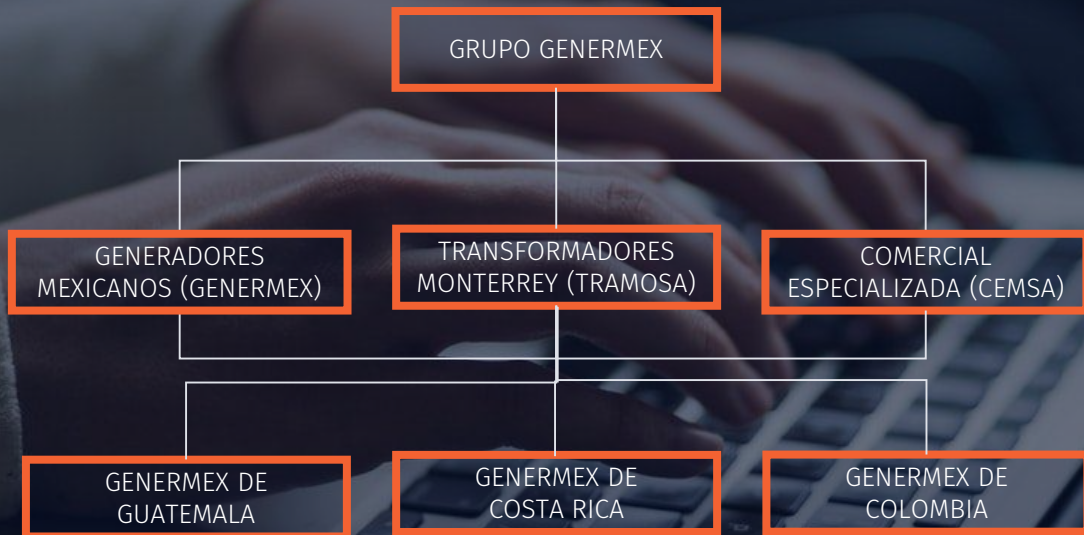 GRUPO GENERMEX
GENERADORES
MEXICANOS (GENERMEX)
TRANSFORMADORES
MONTERREY (TRAMOSA)
COMERCIAL
ESPECIALIZADA (CEMSA)
GENERMEX DE
GUATEMALA
GENERMEX DE
COSTA RICA
GENERMEX DE
COLOMBIA